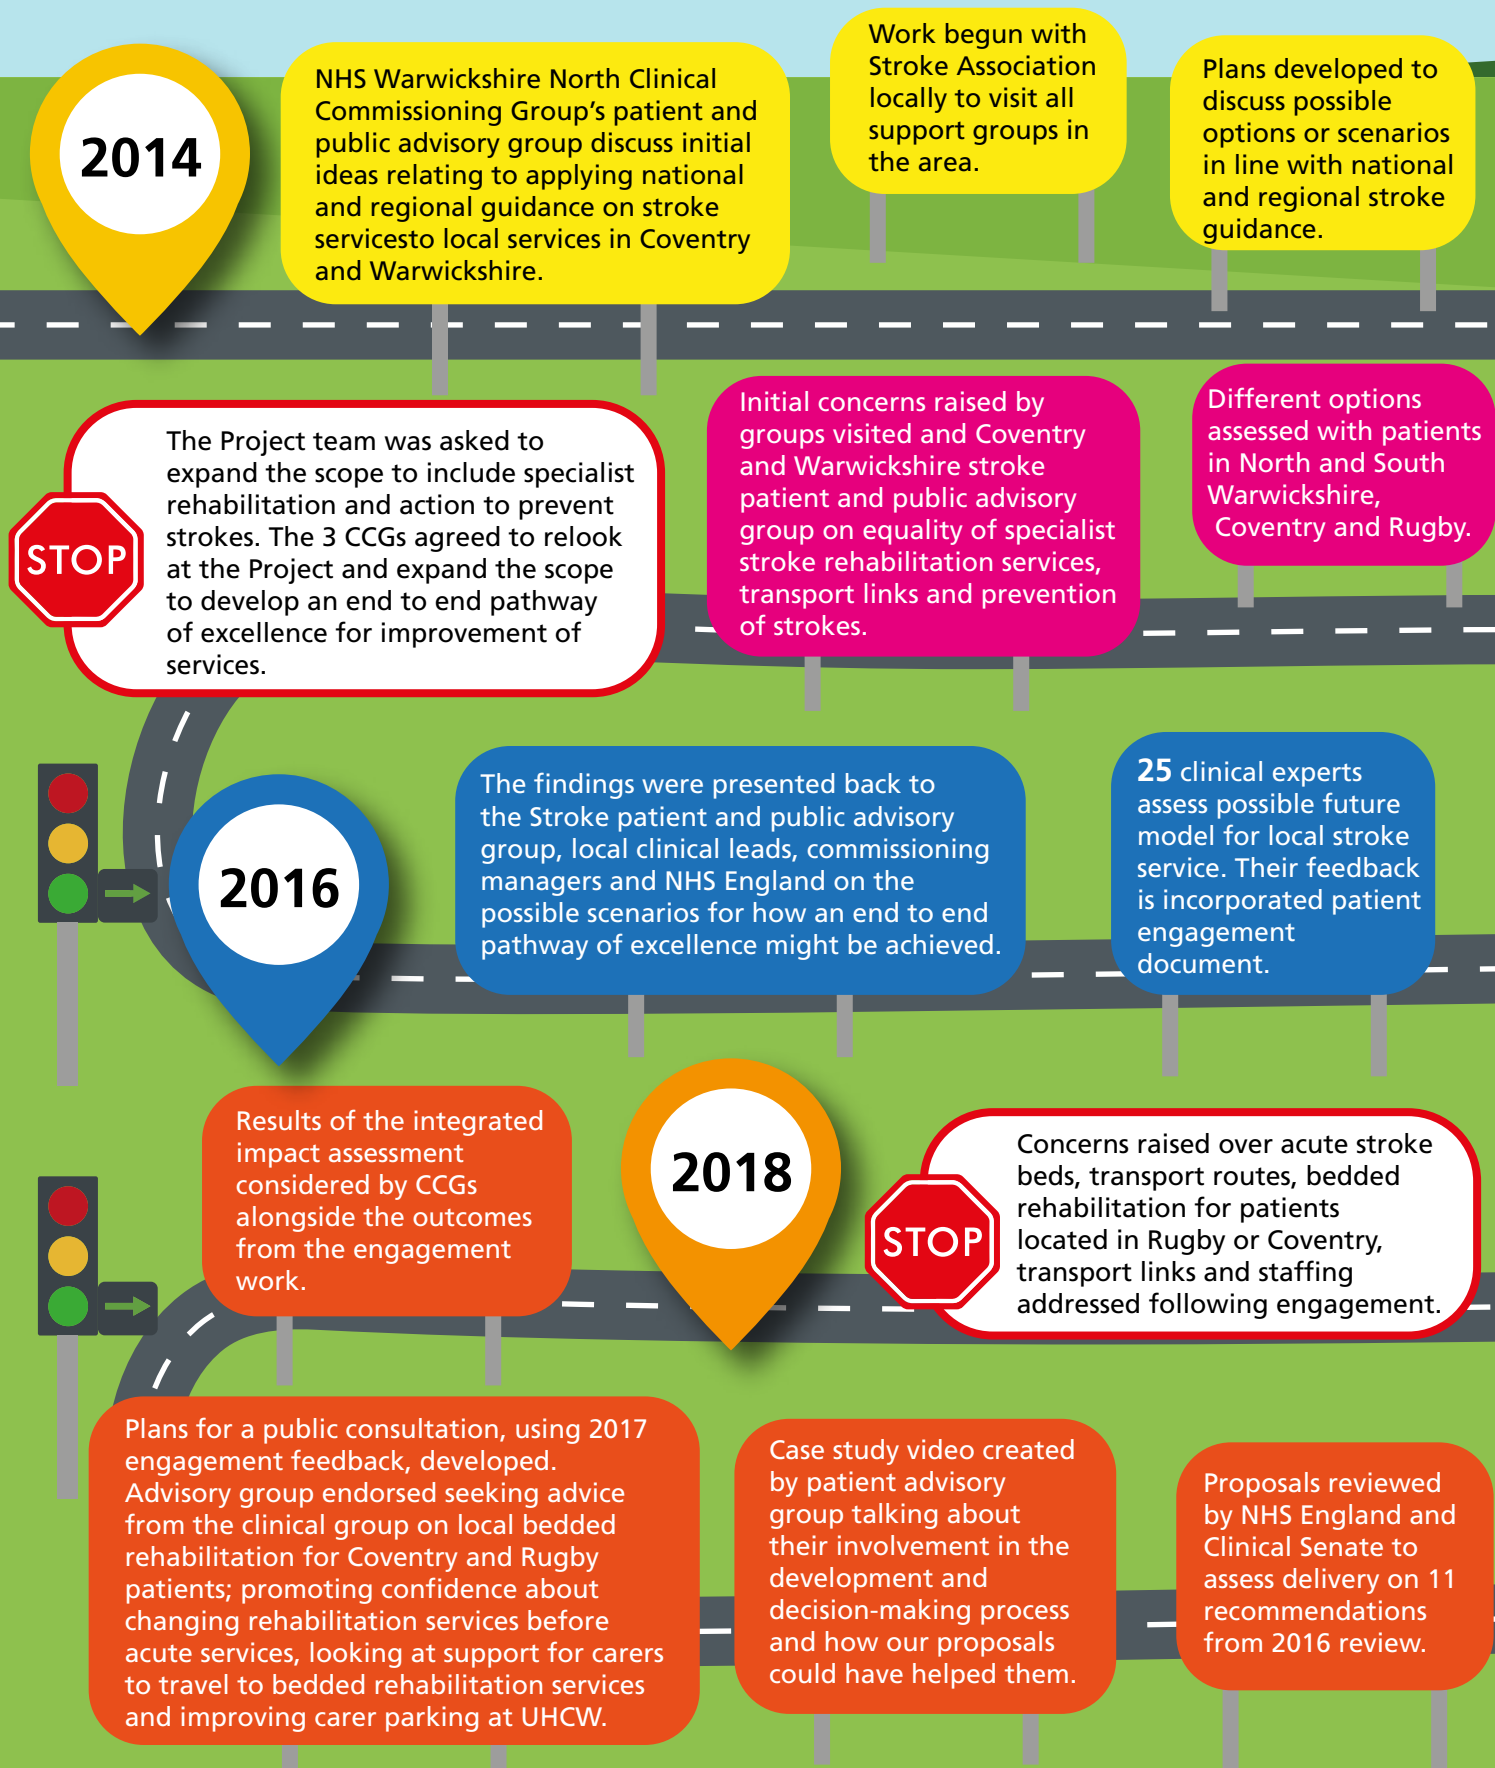 2014
NHS Warwickshire North Clinical
Commissioning Group’s patient and
public advisory group discuss initial
ideas relating to applying national
and regional guidance on stroke
servicesto local services in Coventry
and Warwickshire.
Work begun with
Stroke Association
locally to visit all
support groups in
the area.
Plans developed to
discuss possible
options or scenarios
in line with national
and regional stroke
guidance.
STOP
The Project team was asked to
expand the scope to include specialist
rehabilitation and action to prevent
strokes. The 3 CCGs agreed to relook
at the Project and expand the scope
to develop an end to end pathway
of excellence for improvement of
services.
Initial concerns raised by
groups visited and Coventry
and Warwickshire stroke
patient and public advisory
group on equality of specialist
stroke rehabilitation services,
transport links and prevention
of strokes.
Different options
assessed with patients
in North and South
Warwickshire,
Coventry and Rugby.
2016
The findings were presented back to
the Stroke patient and public advisory
group, local clinical leads, commissioning
managers and NHS England on the
possible scenarios for how an end to end
pathway of excellence might be achieved.
25 clinical experts
assess possible future
model for local stroke
service. Their feedback
is incorporated patient
engagement
document.
Results of the integrated
impact assessment
considered by CCGs
alongside the outcomes
from the engagement
work.
2018
STOP
Concerns raised over acute stroke
beds, transport routes, bedded
rehabilitation for patients
located in Rugby or Coventry,
transport links and staffing
addressed following engagement.
Plans for a public consultation, using 2017
engagement feedback, developed.
Advisory group endorsed seeking advice
from the clinical group on local bedded
rehabilitation for Coventry and Rugby
patients; promoting confidence about
changing rehabilitation services before
acute services, looking at support for carers
to travel to bedded rehabilitation services
and improving carer parking at UHCW.
Case study video created
by patient advisory
group talking about
their involvement in the
development and
decision-making process
and how our proposals
could have helped them.
Proposals reviewed
by NHS England and
Clinical Senate to
assess delivery on 11
recommendations
from 2016 review.